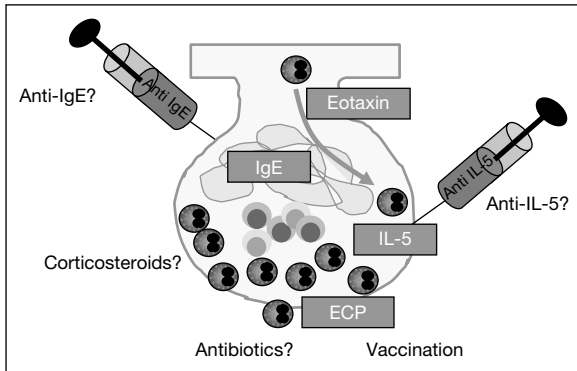 Anti-IgE?
Anti IgE
Eotaxin
IgE
Anti IL-5
Anti-IL-5?
IL-5
Corticosteroids?
ECP
Antibiotics?
Vaccination